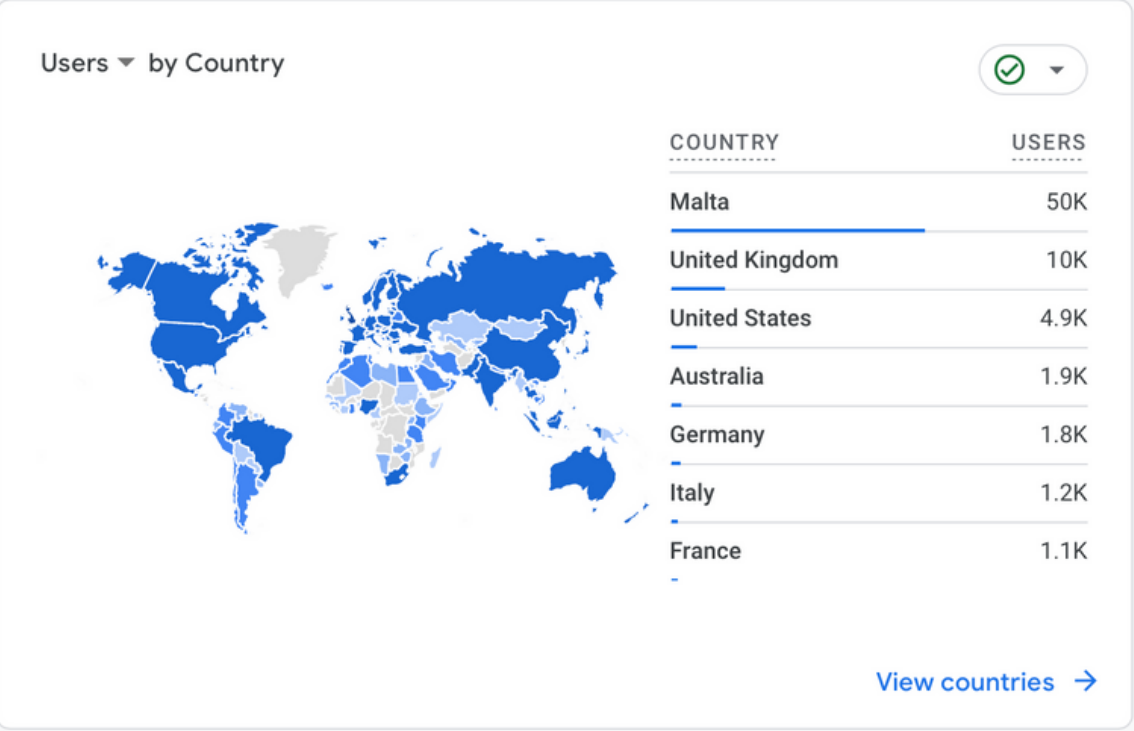 Users by Country
COUNTRY USERS
Malta 50K
United Kingdom 10K
United States 4.9K
Australia 1.9K
Germany 1.8K
Italy 1.2K
France 1.1K
View countries